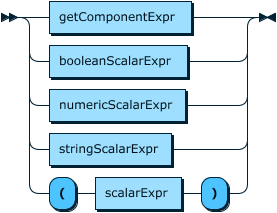 getComponentExpr
booleanScalarExpr
numericScalarExpr
stringScalarExpr
( scalarExpr )